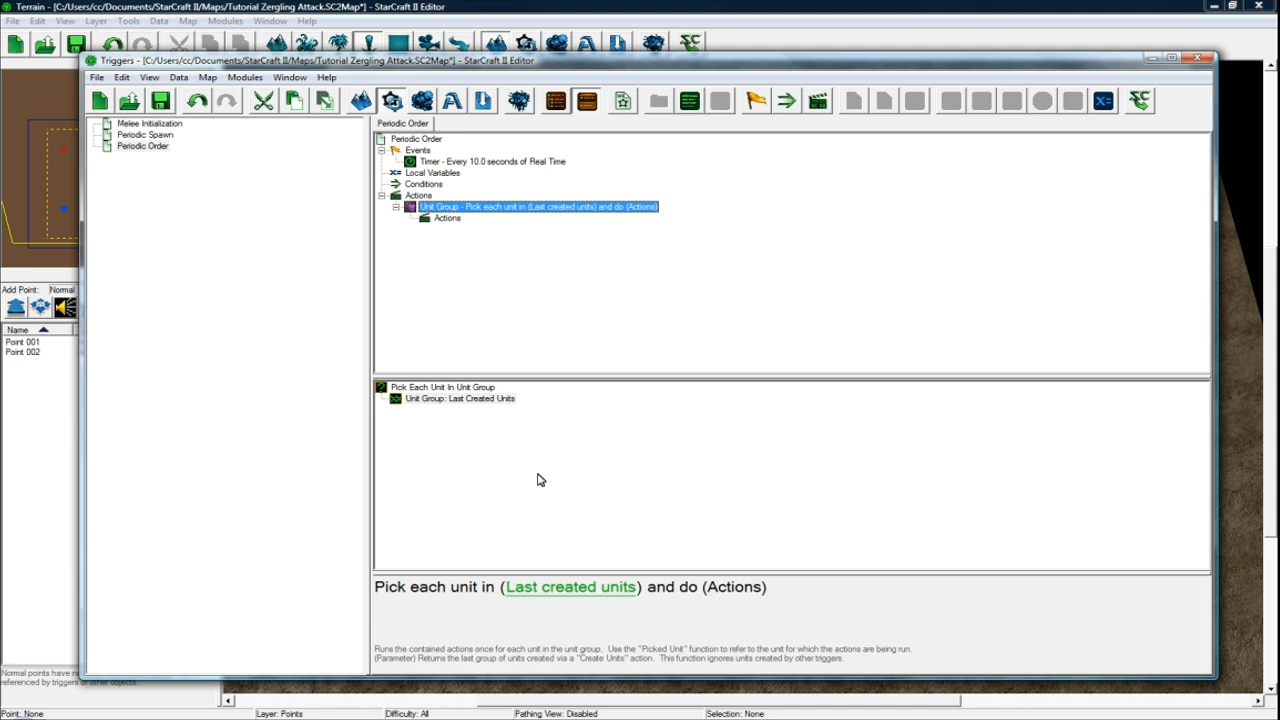 Terrain - [C:/Users/cc/Documents/StarCraft II/Maps/Tutorial Zergling Attack.SC2Map*] - StarCraft II Editor
File Edit View Layer Tools Data Map Modules Window Help
Triggers - [C:/Users/cc/Documents/StarCraft II/Maps/Tutorial Zergling Attack.SC2Map*] - StarCraft II Editor
File Edit View Data Map Modules Window Help
Melee Initialization
Periodic Spawn
Periodic Order
Periodic Order
Periodic Order
Events
Timer - Every 10.0 seconds of Real Time
Local Variables
Conditions
Actions
Unit Group - Pick each unit in (Last created units) and do (Actions)
Actions
Add Point: Normal
Name
Point 001
Point 002
Pick Each Unit In Unit Group
Unit Group: Last Created Units
Pick each unit in (Last created units) and do (Actions)
Runs the contained actions once for each unit in the unit group. Use the "Picked Unit" function to refer to the unit for which the actions are being run.
(Parameter) Returns the last group of units created via a "Create Units" action. This function ignores units created by other triggers.
Normal points have
referenced by triggers or other objects.
Point: None Layer: Points Difficulty: All Pathing View: Disabled Selection: None